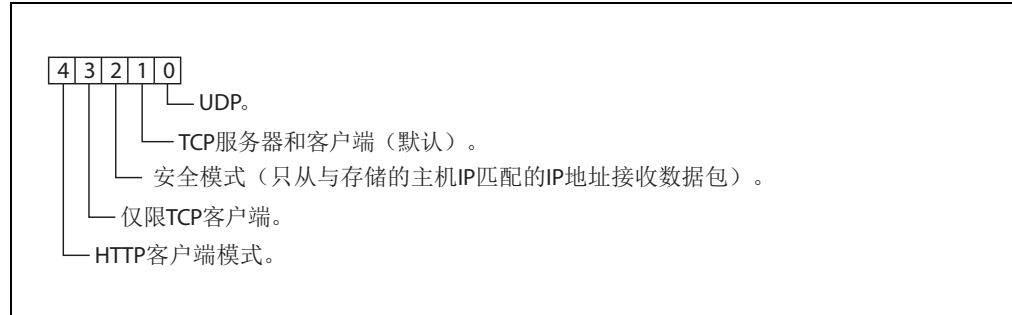 4 3 2 1 0
UDP。
TCP服务器和客户端（默认）。
安全模式（只从与存储的主机IP匹配的IP地址接收数据包）。
仅限TCP客户端。
HTTP客户端模式。